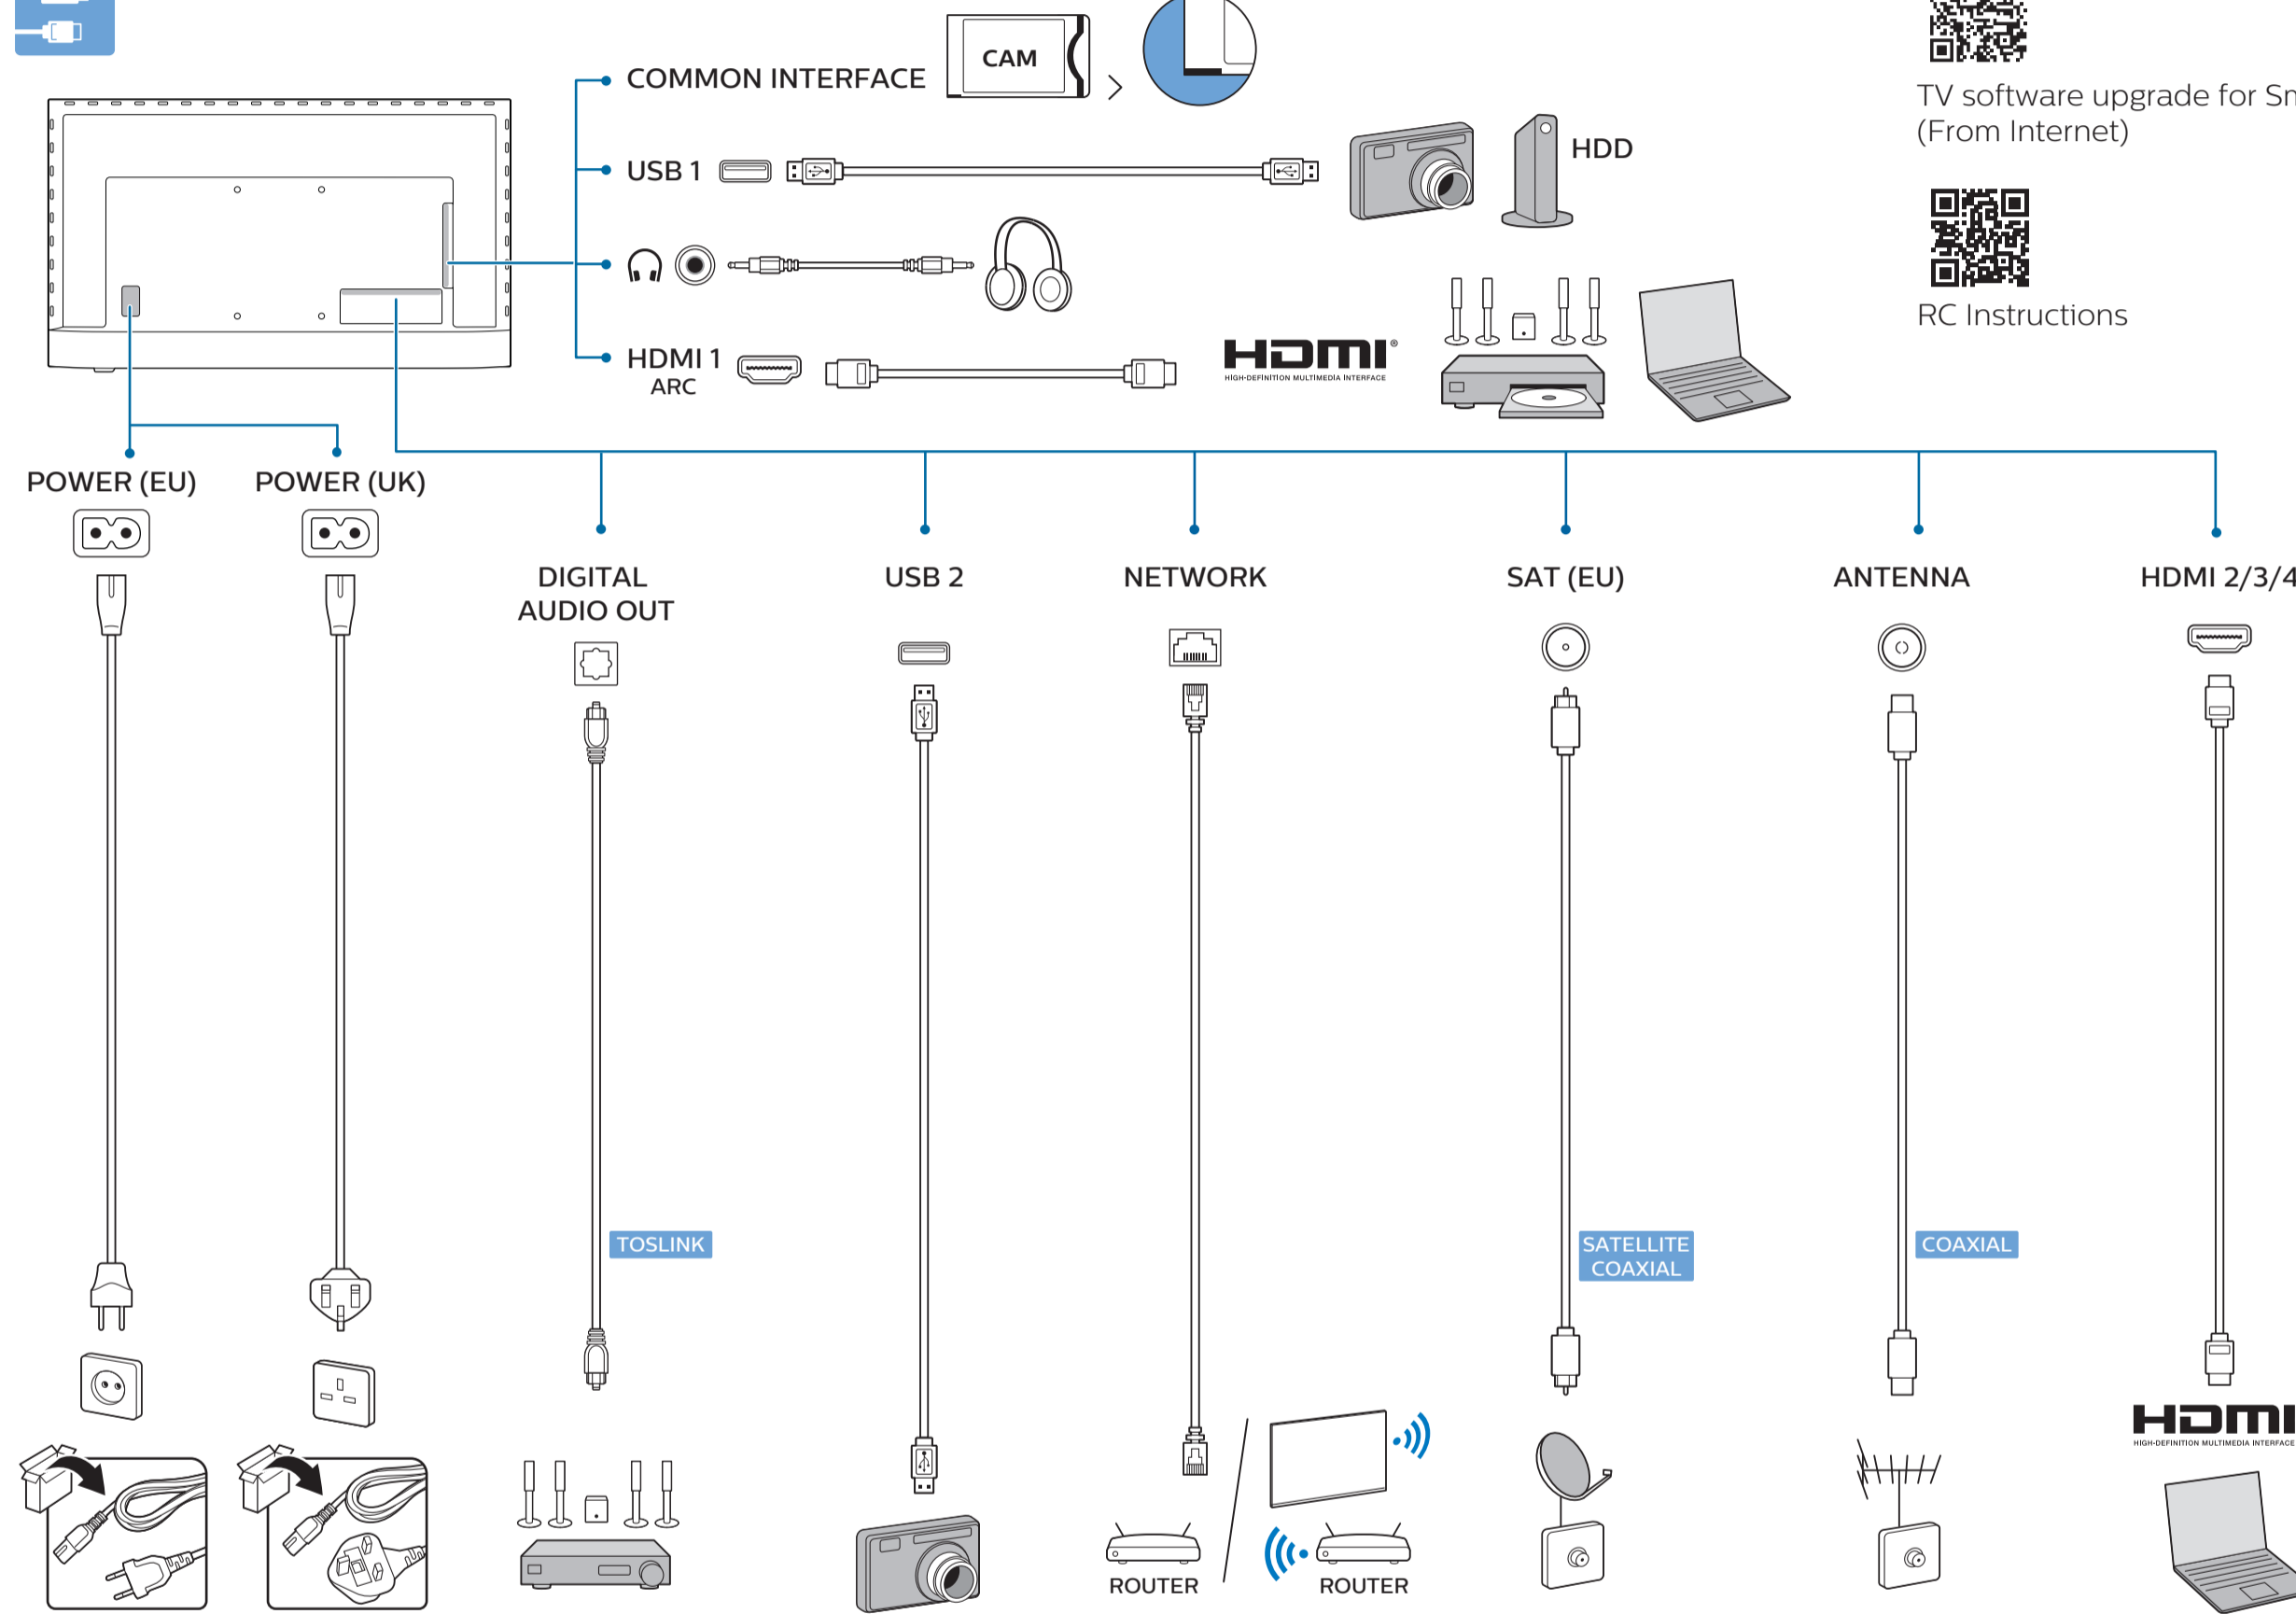 COMMON INTERFACE
CAM
TV software upgrade for
(From Internet)
USB 1
HDD
RC Instructions
HDMI 1
ARC
HDMI®
HIGH-DEFINITION MULTIMEDIA INTERFACE
POWER (EU)
POWER (UK)
DIGITAL
AUDIO OUT
USB 2
NETWORK
SAT (EU)
ANTENNA
HDMI 2/3/4
TOSLINK
SATELLITE
COAXIAL
COAXIAL
HDMI
HIGH-DEFINITION MULTIMEDIA INTERFACE
ROUTER
ROUTER